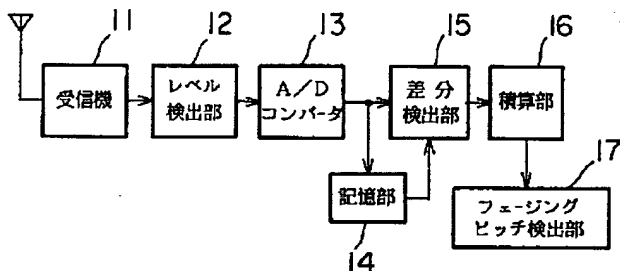 11
12
13
15
16
受信機
レベル
検出部
A/D
コンバータ
差分
検出部
積算部
記憶部
14
17
フェージング
ピッチ検出部